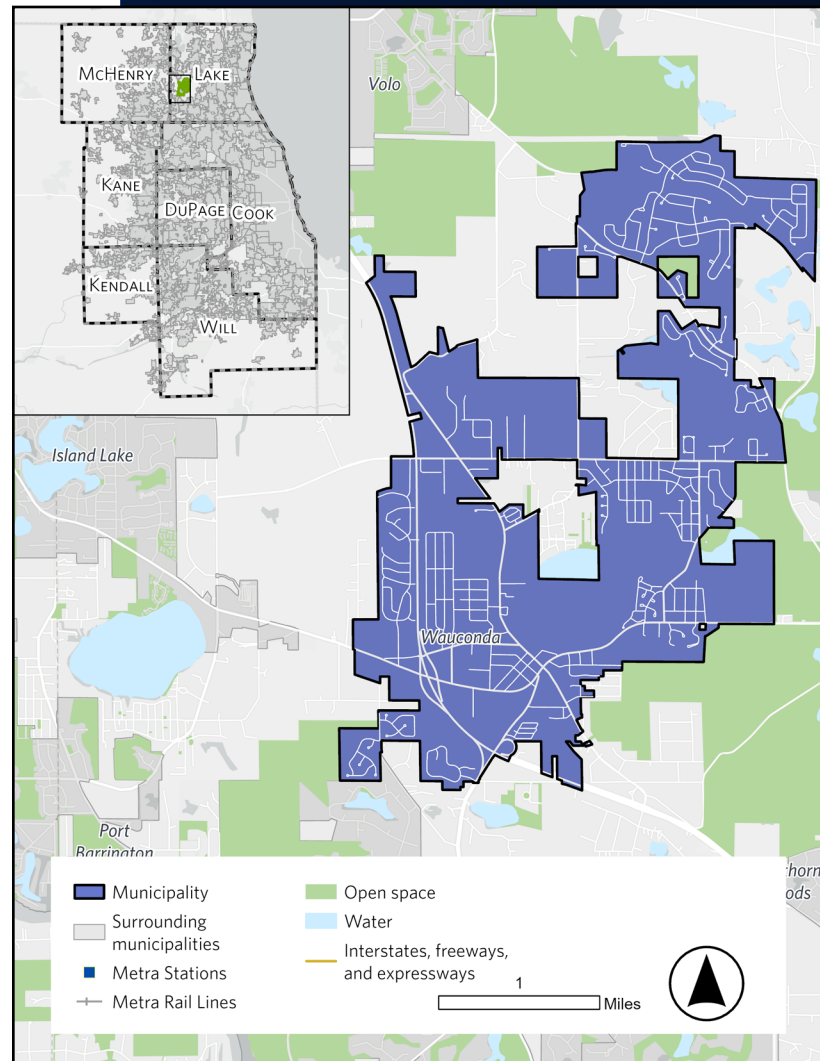 McHenry
Lake
Kane
DuPage
Cook
Kendall
Will
Volo
Island Lake
Wauconda
Port
Barrington
Municipality
Surrounding
municipalities
Metra Stations
Metra Rail Lines
Open space
Water
Interstates, freeways,
and expressways
1
Miles